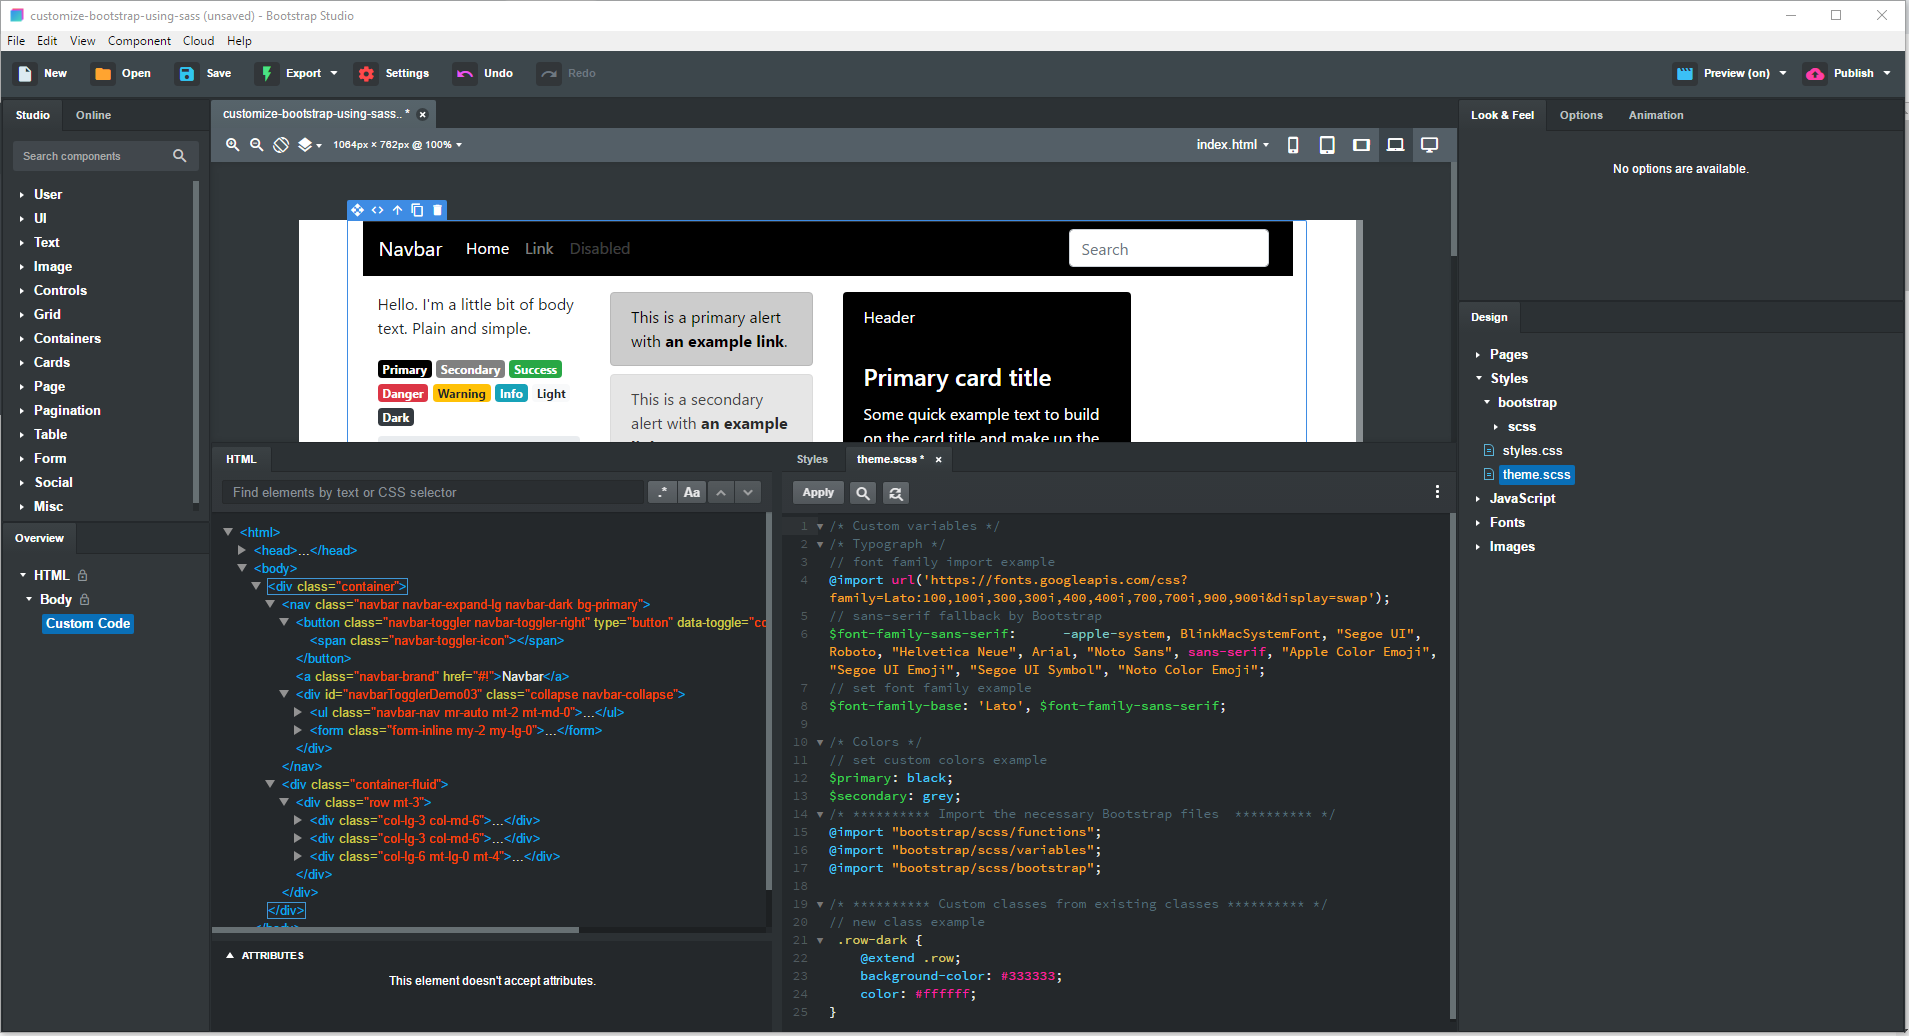 customize-bootstrap-using-sass (unsaved) - Bootstrap Studio
File Edit View Component Cloud Help
New Open Save Export Settings Undo Redo Preview (on) Publish
Studio Online
Search components
User
UI
Text
Image
Controls
Grid
Containers
Cards
Page
Pagination
Table
Form
Social
Misc
Overview
HTML
Body
Custom Code
customize-bootstrap-using-sass.. *
1064px × 762px @ 100%
index.html
Navbar Home Link Disabled
Search
Hello. I'm a little bit of body
text. Plain and simple.
Primary Secondary Success
Danger Warning Info Light
Dark
This is a primary alert
with an example link.
This is a secondary
alert with an example
Header
Primary card title
Some quick example text to build
on the card title and make up the
HTML
Find elements by text or CSS selector
.* Aa
<html>
<head>...</head>
<body>
<div class="container">
<nav class="navbar navbar-expand-lg navbar-dark bg-primary">
<button class="navbar-toggler navbar-toggler-right" type="button" data-toggle="co
<span class="navbar-toggler-icon"></span>
</button>
<a class="navbar-brand" href="#!">Navbar</a>
<div id="navbarTogglerDemo03" class="collapse navbar-collapse">
<ul class="navbar-nav mr-auto mt-2 mt-md-0">...</ul>
<form class="form-inline my-2 my-lg-0">...</form>
</div>
</nav>
<div class="container-fluid">
<div class="row mt-3">
<div class="col-lg-3 col-md-6">...</div>
<div class="col-lg-3 col-md-6">...</div>
<div class="col-lg-6 mt-lg-0 mt-4">...</div>
</div>
</div>
</div>
</body>
ATTRIBUTES
This element doesn't accept attributes.
Styles theme.scss *
Apply
1 /* Custom variables */
2 /* Typograph */
3 // font family import example
4 @import url('https://fonts.googleapis.com/css?
family=Lato:100,100i,300,300i,400,400i,700,700i,900,900i&display=swap');
5 // sans-serif fallback by Bootstrap
6 $font-family-sans-serif: -apple-system, BlinkMacSystemFont, "Segoe UI",
Roboto, "Helvetica Neue", Arial, "Noto Sans", sans-serif, "Apple Color Emoji",
"Segoe UI Emoji", "Segoe UI Symbol", "Noto Color Emoji";
7 // set font family example
8 $font-family-base: 'Lato', $font-family-sans-serif;
9
10 /* Colors */
11 // set custom colors example
12 $primary: black;
13 $secondary: grey;
14 /* ********** Import the necessary Bootstrap files ********** */
15 @import "bootstrap/scss/functions";
16 @import "bootstrap/scss/variables";
17 @import "bootstrap/scss/bootstrap";
18
19 /* ********** Custom classes from existing classes ********** */
20 // new class example
21 .row-dark {
22 @extend .row;
23 background-color: #333333;
24 color: #ffffff;
25 }
Look & Feel Options Animation
No options are available.
Design
Pages
Styles
bootstrap
scss
styles.css
theme.scss
JavaScript
Fonts
Images